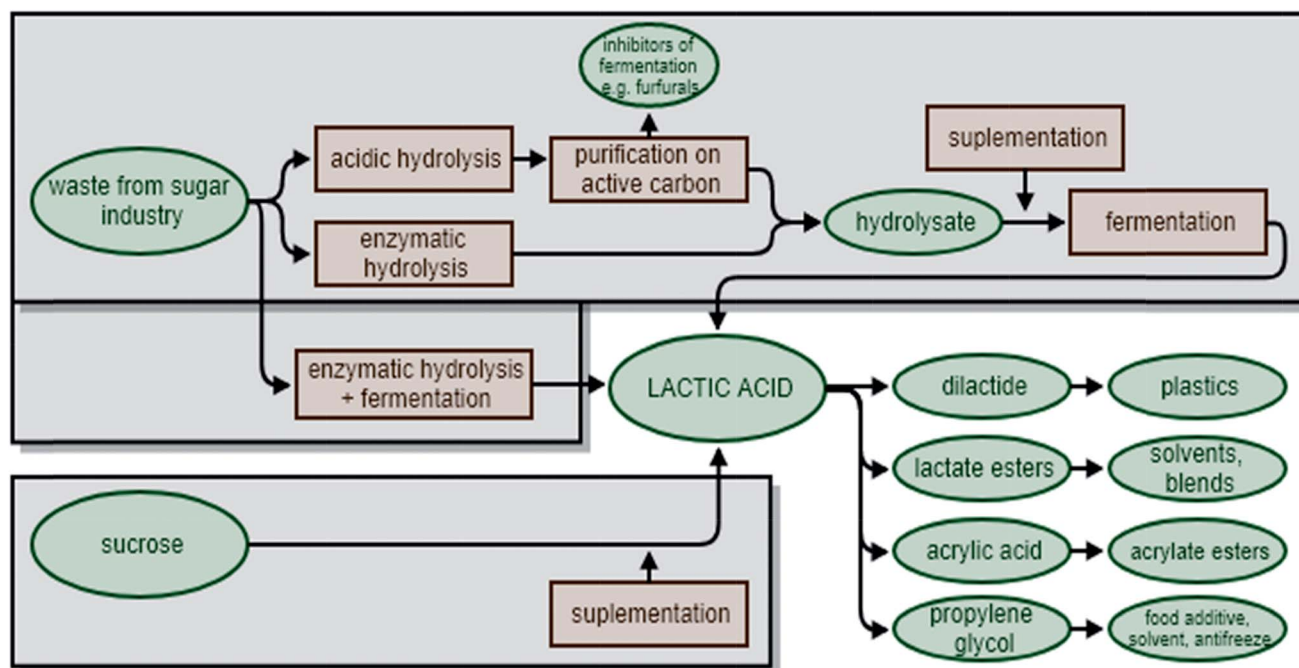 inhibitors of
fermentation
e.g. furfurals
suplementation
acidic hydrolysis
purification on
active carbon
waste from sugar
industry
hydrolysate
fermentation
enzymatic
hydrolysis
enzymatic hydrolysis
+ fermentation
LACTIC ACID
dilactide
plastics
lactate esters
solvents,
blends
sucrose
acrylic acid
acrylate esters
suplementation
propylene
glycol
food additive,
solvent, antifreeze